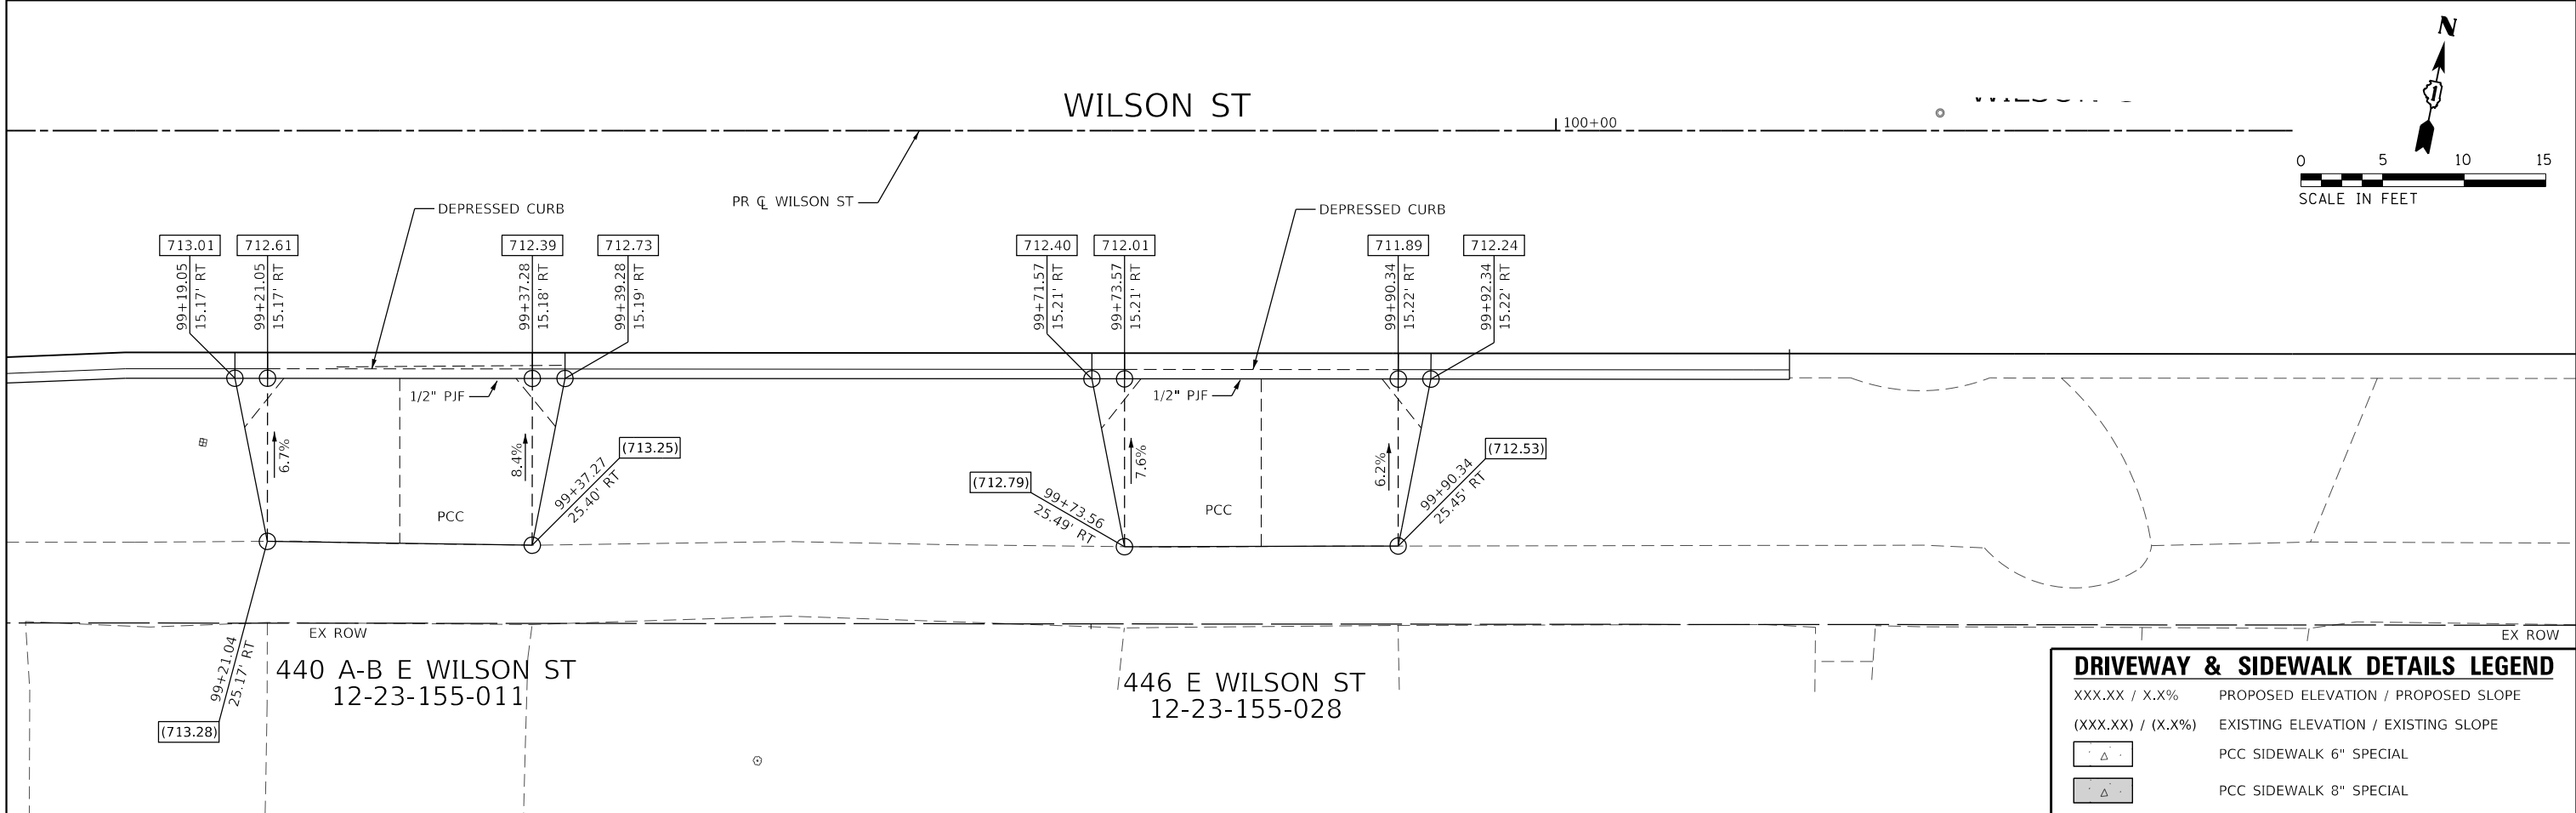 N
1
WILSON ST
100+00
0 5 10 15
SCALE IN FEET
PR ℄ WILSON ST
DEPRESSED CURB
DEPRESSED CURB
713.01
712.61
712.39
712.73
712.40
712.01
711.89
712.24
99+19.05
15.17' RT
99+21.05
15.17' RT
99+37.28
15.18' RT
99+39.28
15.19' RT
99+71.57
15.21' RT
99+73.57
15.21' RT
99+90.34
15.22' RT
99+92.34
15.22' RT
1/2" PJF
1/2" PJF
6.7%
8.4%
7.6%
6.2%
(713.25)
99+37.27
25.40' RT
(712.79)
99+73.56
25.49' RT
(712.53)
99+90.34
25.45' RT
PCC
PCC
EX ROW
EX ROW
99+21.04
25.17' RT
(713.28)
440 A-B E WILSON ST
12-23-155-011
446 E WILSON ST
12-23-155-028
DRIVEWAY & SIDEWALK DETAILS LEGEND
XXX.XX / X.X% PROPOSED ELEVATION / PROPOSED SLOPE
(XXX.XX) / (X.X%) EXISTING ELEVATION / EXISTING SLOPE
PCC SIDEWALK 6" SPECIAL
PCC SIDEWALK 8" SPECIAL